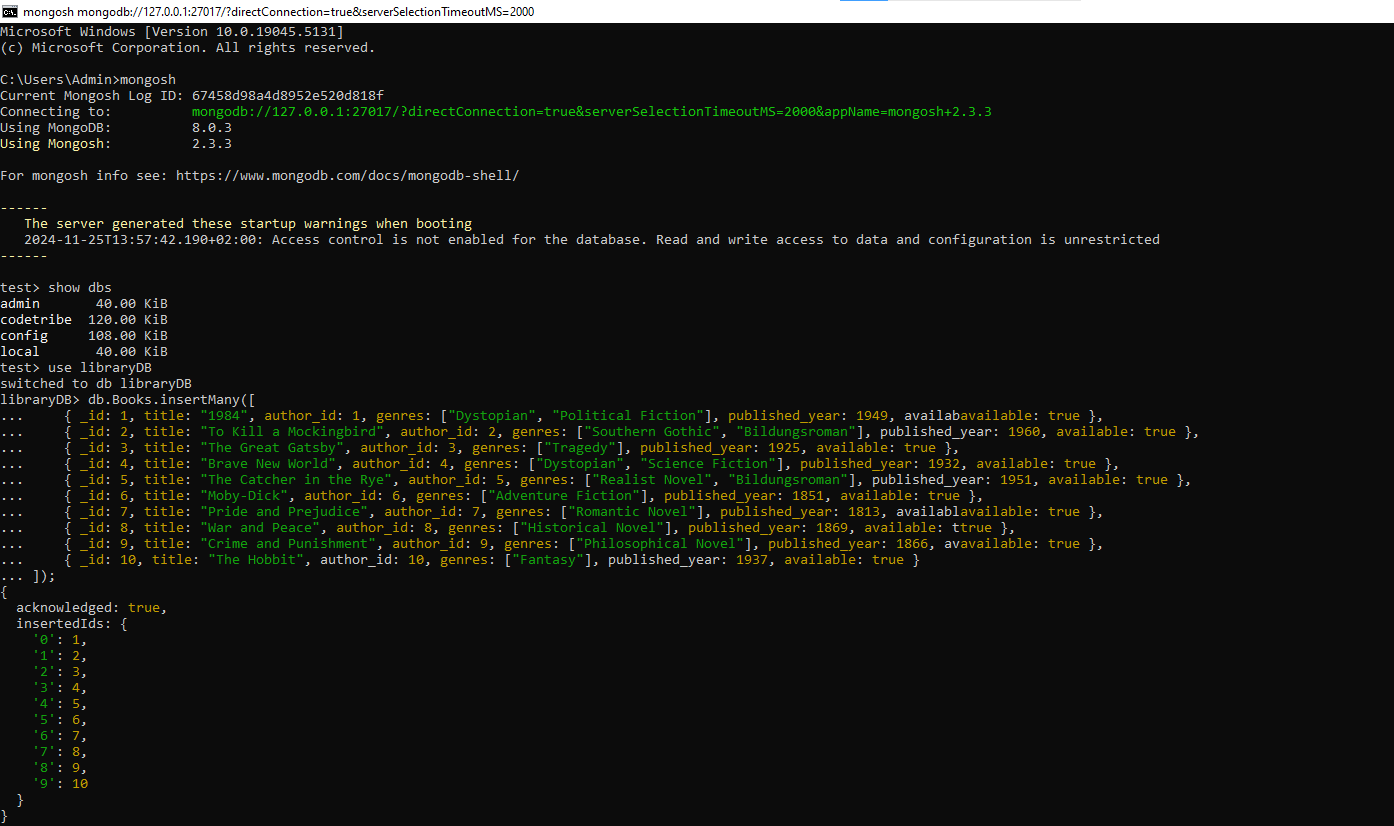 mongosh mongodb://127.0.0.1:27017/?directConnection=true&serverSelectionTimeoutMS=2000
Microsoft Windows [Version 10.0.19045.5131]
(c) Microsoft Corporation. All rights reserved.
C:\Users\Admin>mongosh
Current Mongosh Log ID: 67458d98a4d8952e520d818f
Connecting to: mongodb://127.0.0.1:27017/?directConnection=true&serverSelectionTimeoutMS=2000&appName=mongosh+2.3.3
Using MongoDB: 8.0.3
Using Mongosh: 2.3.3
For mongosh info see: https://www.mongodb.com/docs/mongodb-shell/
------
The server generated these startup warnings when booting
2024-11-25T13:57:42.190+02:00: Access control is not enabled for the database. Read and write access to data and configuration is unrestricted
------
test> show dbs
admin 40.00 KiB
codetribe 120.00 KiB
config 108.00 KiB
local 40.00 KiB
test> use libraryDB
switched to db libraryDB
libraryDB> db.Books.insertMany([
... { _id: 1, title: "1984", author_id: 1, genres: ["Dystopian", "Political Fiction"], published_year: 1949, availabavailable: true },
... { _id: 2, title: "To Kill a Mockingbird", author_id: 2, genres: ["Southern Gothic", "Bildungsroman"], published_year: 1960, available: true },
... { _id: 3, title: "The Great Gatsby", author_id: 3, genres: ["Tragedy"], published_year: 1925, available: true },
... { _id: 4, title: "Brave New World", author_id: 4, genres: ["Dystopian", "Science Fiction"], published_year: 1932, available: true },
... { _id: 5, title: "The Catcher in the Rye", author_id: 5, genres: ["Realist Novel", "Bildungsroman"], published_year: 1951, available: true },
... { _id: 6, title: "Moby-Dick", author_id: 6, genres: ["Adventure Fiction"], published_year: 1851, available: true },
... { _id: 7, title: "Pride and Prejudice", author_id: 7, genres: ["Romantic Novel"], published_year: 1813, availablavailable: true },
... { _id: 8, title: "War and Peace", author_id: 8, genres: ["Historical Novel"], published_year: 1869, available: ttrue },
... { _id: 9, title: "Crime and Punishment", author_id: 9, genres: ["Philosophical Novel"], published_year: 1866, avavailable: true },
... { _id: 10, title: "The Hobbit", author_id: 10, genres: ["Fantasy"], published_year: 1937, available: true }
... ]);
{
acknowledged: true,
insertedIds: {
'0': 1,
'1': 2,
'2': 3,
'3': 4,
'4': 5,
'5': 6,
'6': 7,
'7': 8,
'8': 9,
'9': 10
}
}